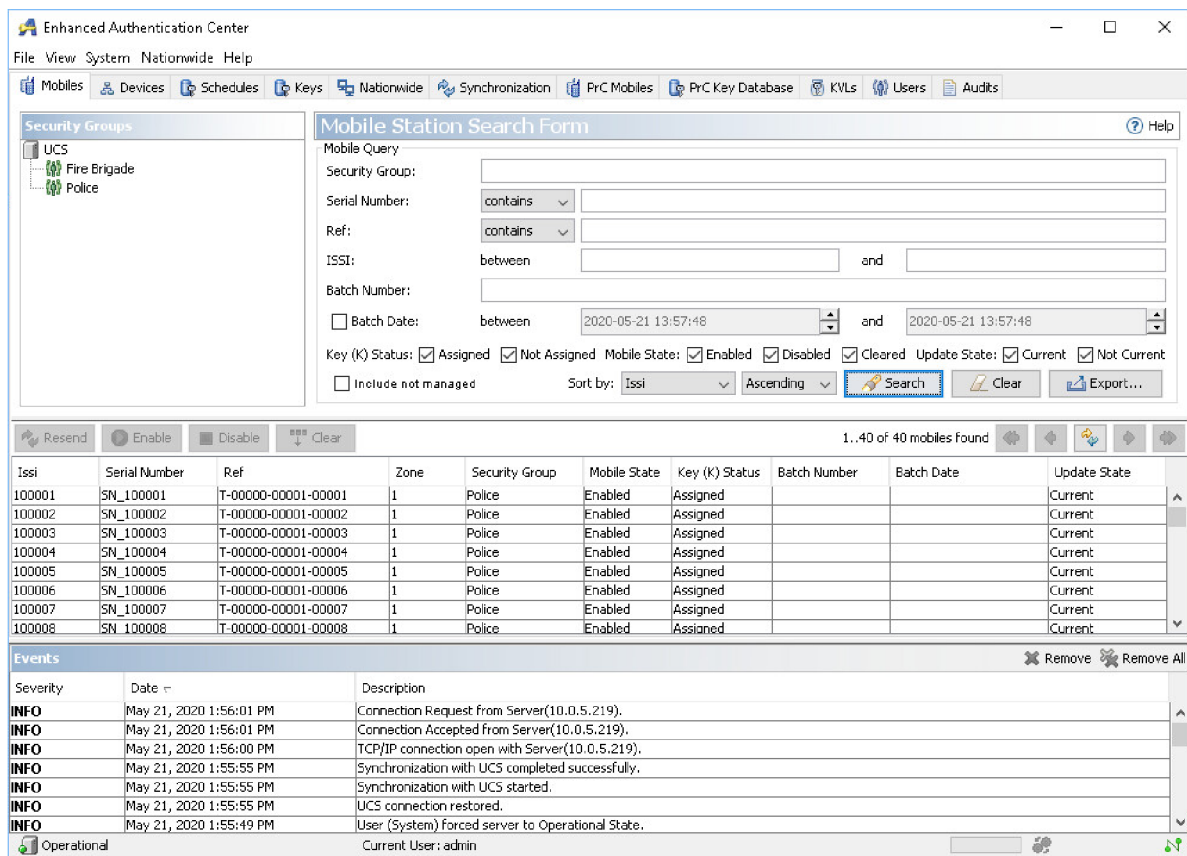 Enhanced Authentication Center
File View System Nationwide Help
Mobiles Devices Schedules Keys Nationwide Synchronization PrC Mobiles PrC Key Database KVLs Users Audits
Security Groups
UCS
Fire Brigade
Police
Mobile Station Search Form Help
Mobile Query
Security Group:
Serial Number: contains
Ref: contains
ISSI: between and
Batch Number:
Batch Date: between 2020-05-21 13:57:48 and 2020-05-21 13:57:48
Key (K) Status: Assigned Not Assigned Mobile State: Enabled Disabled Cleared Update State: Current Not Current
Include not managed Sort by: Issi Ascending Search Clear Export...
Resend Enable Disable Clear 1..40 of 40 mobiles found
Issi Serial Number Ref Zone Security Group Mobile State Key (K) Status Batch Number Batch Date Update State
100001 SN_100001 T-00000-00001-00001 1 Police Enabled Assigned Current
100002 SN_100002 T-00000-00001-00002 1 Police Enabled Assigned Current
100003 SN_100003 T-00000-00001-00003 1 Police Enabled Assigned Current
100004 SN_100004 T-00000-00001-00004 1 Police Enabled Assigned Current
100005 SN_100005 T-00000-00001-00005 1 Police Enabled Assigned Current
100006 SN_100006 T-00000-00001-00006 1 Police Enabled Assigned Current
100007 SN_100007 T-00000-00001-00007 1 Police Enabled Assigned Current
100008 SN_100008 T-00000-00001-00008 1 Police Enabled Assigned Current
Events Remove Remove All
Severity Date Description
INFO May 21, 2020 1:56:01 PM Connection Request from Server(10.0.5.219).
INFO May 21, 2020 1:56:01 PM Connection Accepted from Server(10.0.5.219).
INFO May 21, 2020 1:56:00 PM TCP/IP connection open with Server(10.0.5.219).
INFO May 21, 2020 1:55:55 PM Synchronization with UCS completed successfully.
INFO May 21, 2020 1:55:55 PM Synchronization with UCS started.
INFO May 21, 2020 1:55:55 PM UCS connection restored.
INFO May 21, 2020 1:55:49 PM User (System) forced server to Operational State.
Operational Current User: admin